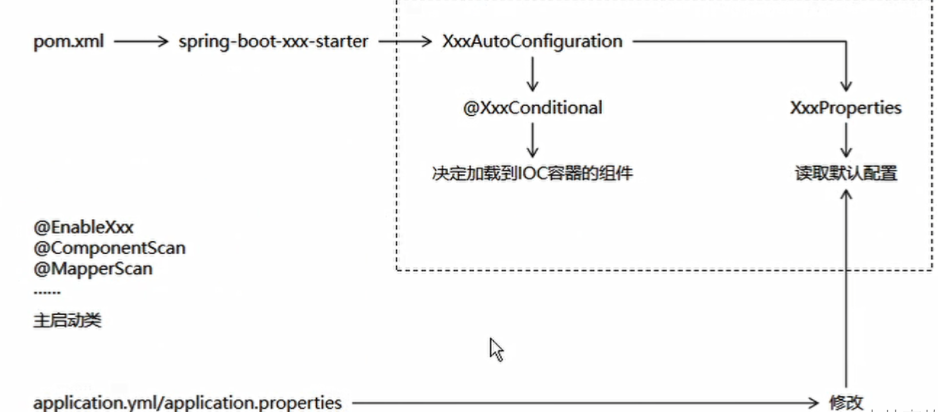 pom.xml spring-boot-xxx-starter XxxAutoConfiguration
@XxxConditional XxxProperties
决定加载到IOC容器的组件 读取默认配置
@EnableXxx
@ComponentScan
@MapperScan
......
主启动类
application.yml/application.properties 修改